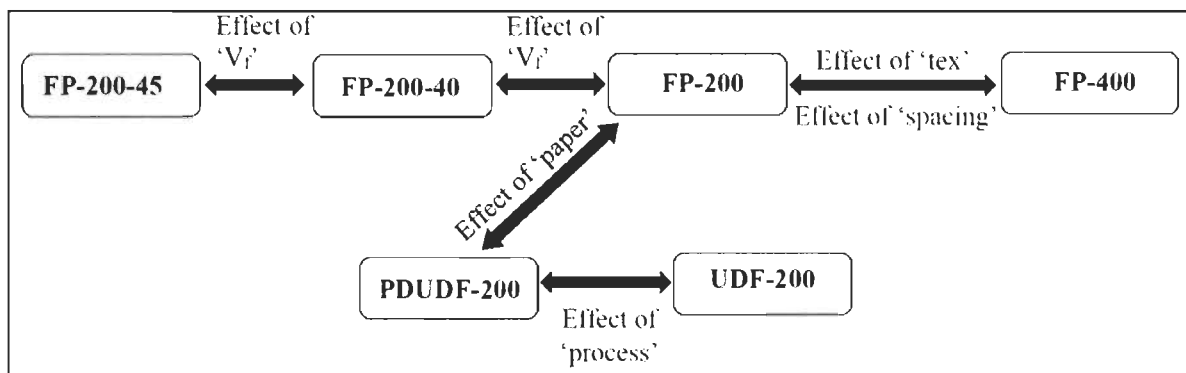 Effect of
‘Vf’
Effect of
‘Vf’
FP-200-45
FP-200-40
FP-200
Effect of ‘tex’
FP-400
Effect of ‘spacing’
Effect of ‘paper’
PDUDF-200
UDF-200
Effect of
‘process’